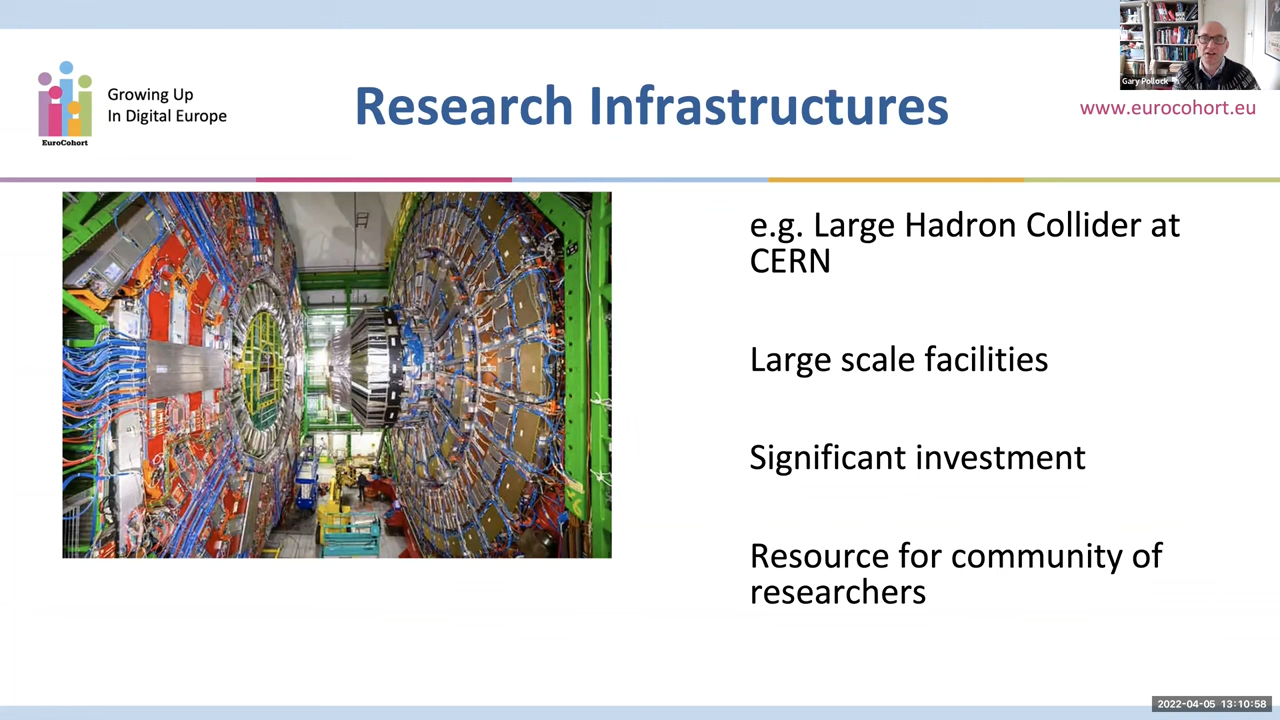 Growing Up
In Digital Europe
EuroCohort
Research Infrastructures
Gary Pollock
www.eurocohort.eu
e.g. Large Hadron Collider at
CERN
Large scale facilities
Significant investment
Resource for community of
researchers
2022-04-05 13:10:58